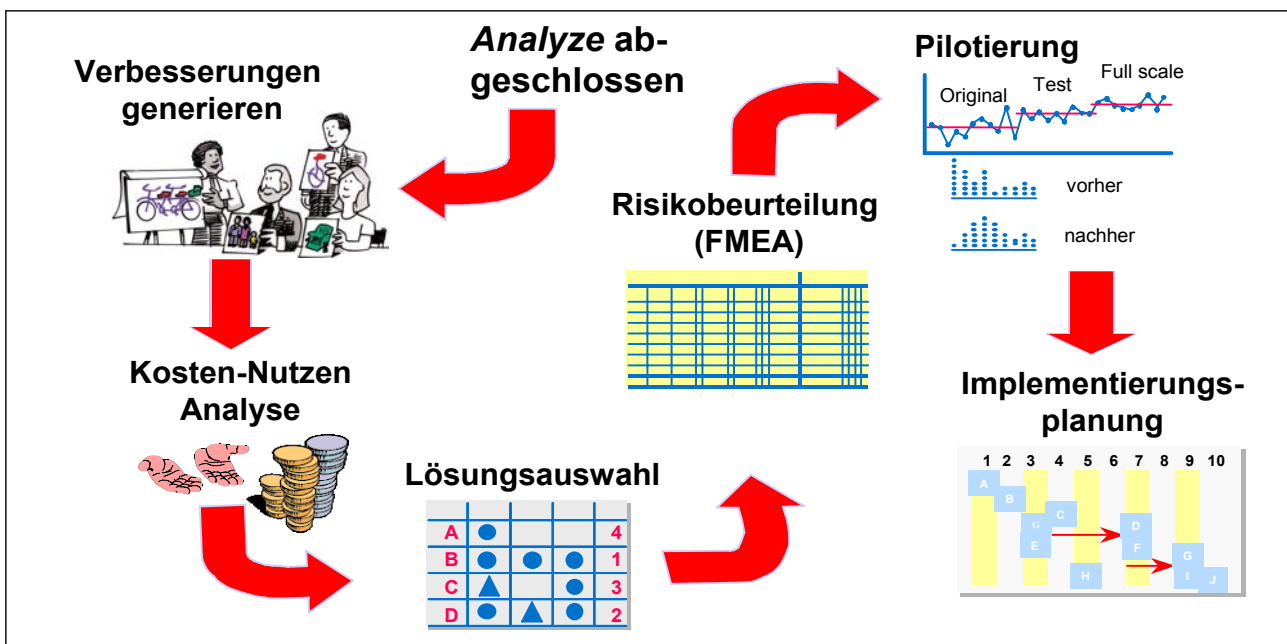 Analyze ab-
geschlossen
Verbesserungen
generieren
Kosten-Nutzen
Analyse
Lösungsauswahl
A 4
B 1
C 3
D 2
Risikobeurteilung
(FMEA)
Pilotierung
Original Test Full scale
vorher
nachher
Implementierungs-
planung
1 2 3 4 5 6 7 8 9 10
A
B
C
G D
E F
G
H I J